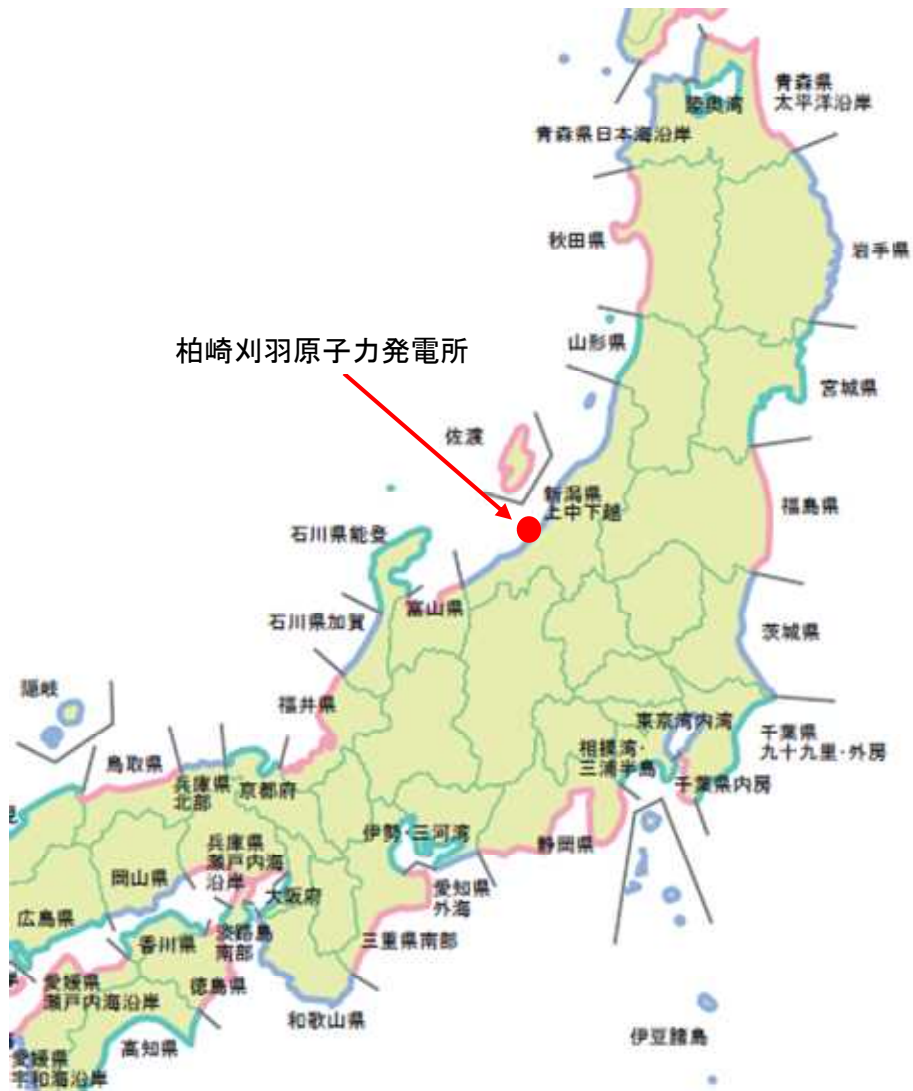 青森県
太平洋沿岸
陸奥湾
青森県日本海沿岸
秋田県
岩手県
山形県
柏崎刈羽原子力発電所
宮城県
佐渡
新潟県
上中下越
福島県
石川県能登
富山県
石川県加賀
茨城県
隠岐
福井県
東京湾内湾
千葉県
九十九里・外房
相模湾・
三浦半島
鳥取県
兵庫県
北部
京都府
千葉県内房
伊勢・三河湾
静岡県
兵庫県
瀬戸内海
沿岸
岡山県
大阪府
愛知県
外海
広島県
香川県
淡路島
南部
三重県南部
愛媛県
瀬戸内海沿岸
徳島県
和歌山県
伊豆諸島
高知県
愛媛県
宇和海沿岸